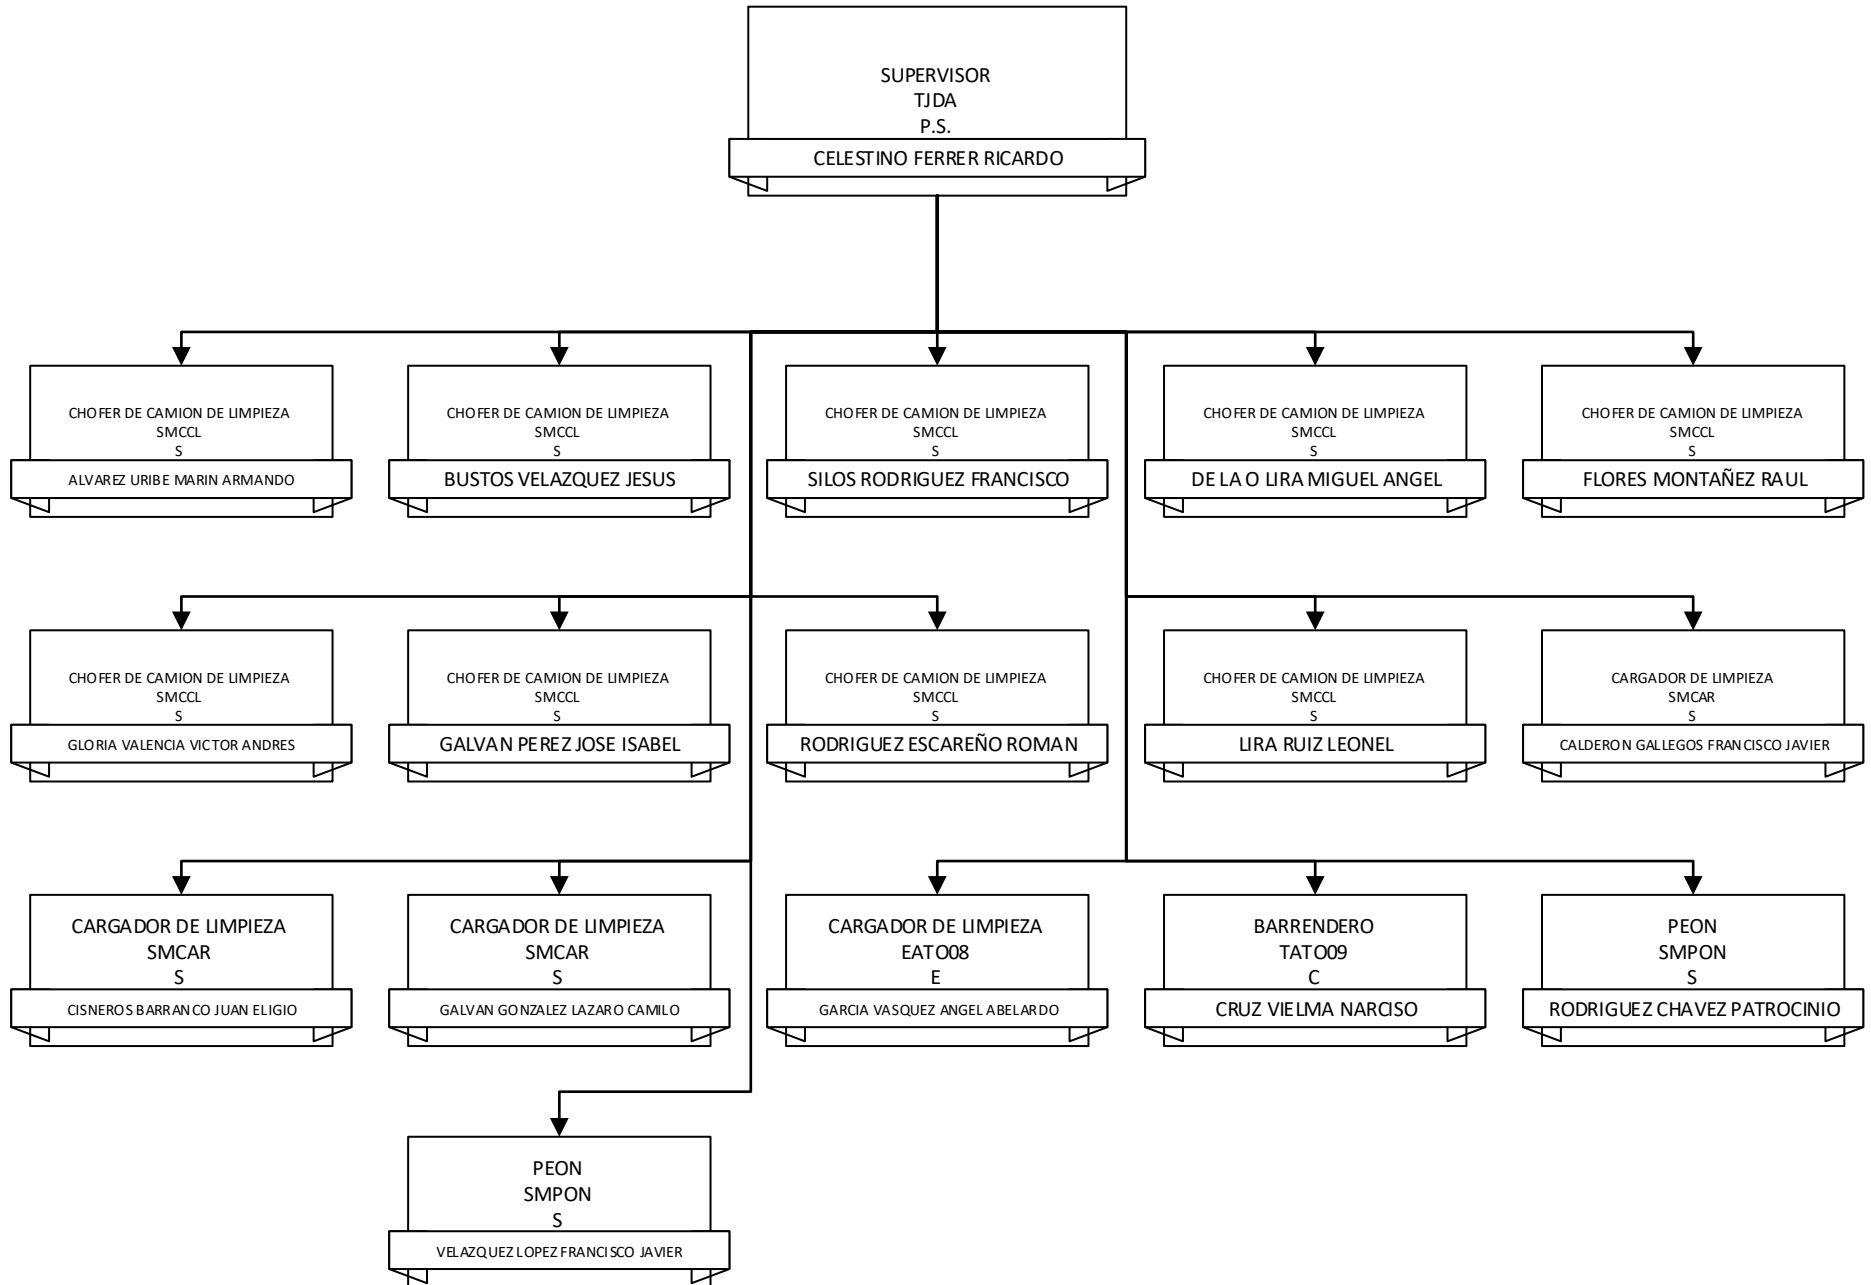 SUPERVISOR
TJDA
P.S.
CELESTINO FERRER RICARDO
CHOFER DE CAMION DE LIMPIEZA
SMCCL
S
ALVAREZ URIBE MARIN ARMANDO
CHOFER DE CAMION DE LIMPIEZA
SMCCL
S
BUSTOS VELAZQUEZ JESUS
CHOFER DE CAMION DE LIMPIEZA
SMCCL
S
SILOS RODRIGUEZ FRANCISCO
CHOFER DE CAMION DE LIMPIEZA
SMCCL
S
DE LA O LIRA MIGUEL ANGEL
CHOFER DE CAMION DE LIMPIEZA
SMCCL
S
FLORES MONTAÑEZ RAUL
CHOFER DE CAMION DE LIMPIEZA
SMCCL
S
GLORIA VALENCIA VICTOR ANDRES
CHOFER DE CAMION DE LIMPIEZA
SMCCL
S
GALVAN PEREZ JOSE ISABEL
CHOFER DE CAMION DE LIMPIEZA
SMCCL
S
RODRIGUEZ ESCAREÑO ROMAN
CHOFER DE CAMION DE LIMPIEZA
SMCCL
S
LIRA RUIZ LEONEL
CARGADOR DE LIMPIEZA
SMCAR
S
CALDERON GALLEGOS FRANCISCO JAVIER
CARGADOR DE LIMPIEZA
SMCAR
S
CISNEROS BARRANCO JUAN ELIGIO
CARGADOR DE LIMPIEZA
SMCAR
S
GALVAN GONZALEZ LAZARO CAMILO
CARGADOR DE LIMPIEZA
EATO08
E
GARCIA VASQUEZ ANGEL ABELARDO
BARRENDERO
TATO09
C
CRUZ VIELMA NARCISO
PEON
SMPON
S
RODRIGUEZ CHAVEZ PATROCINIO
PEON
SMPON
S
VELAZQUEZ LOPEZ FRANCISCO JAVIER